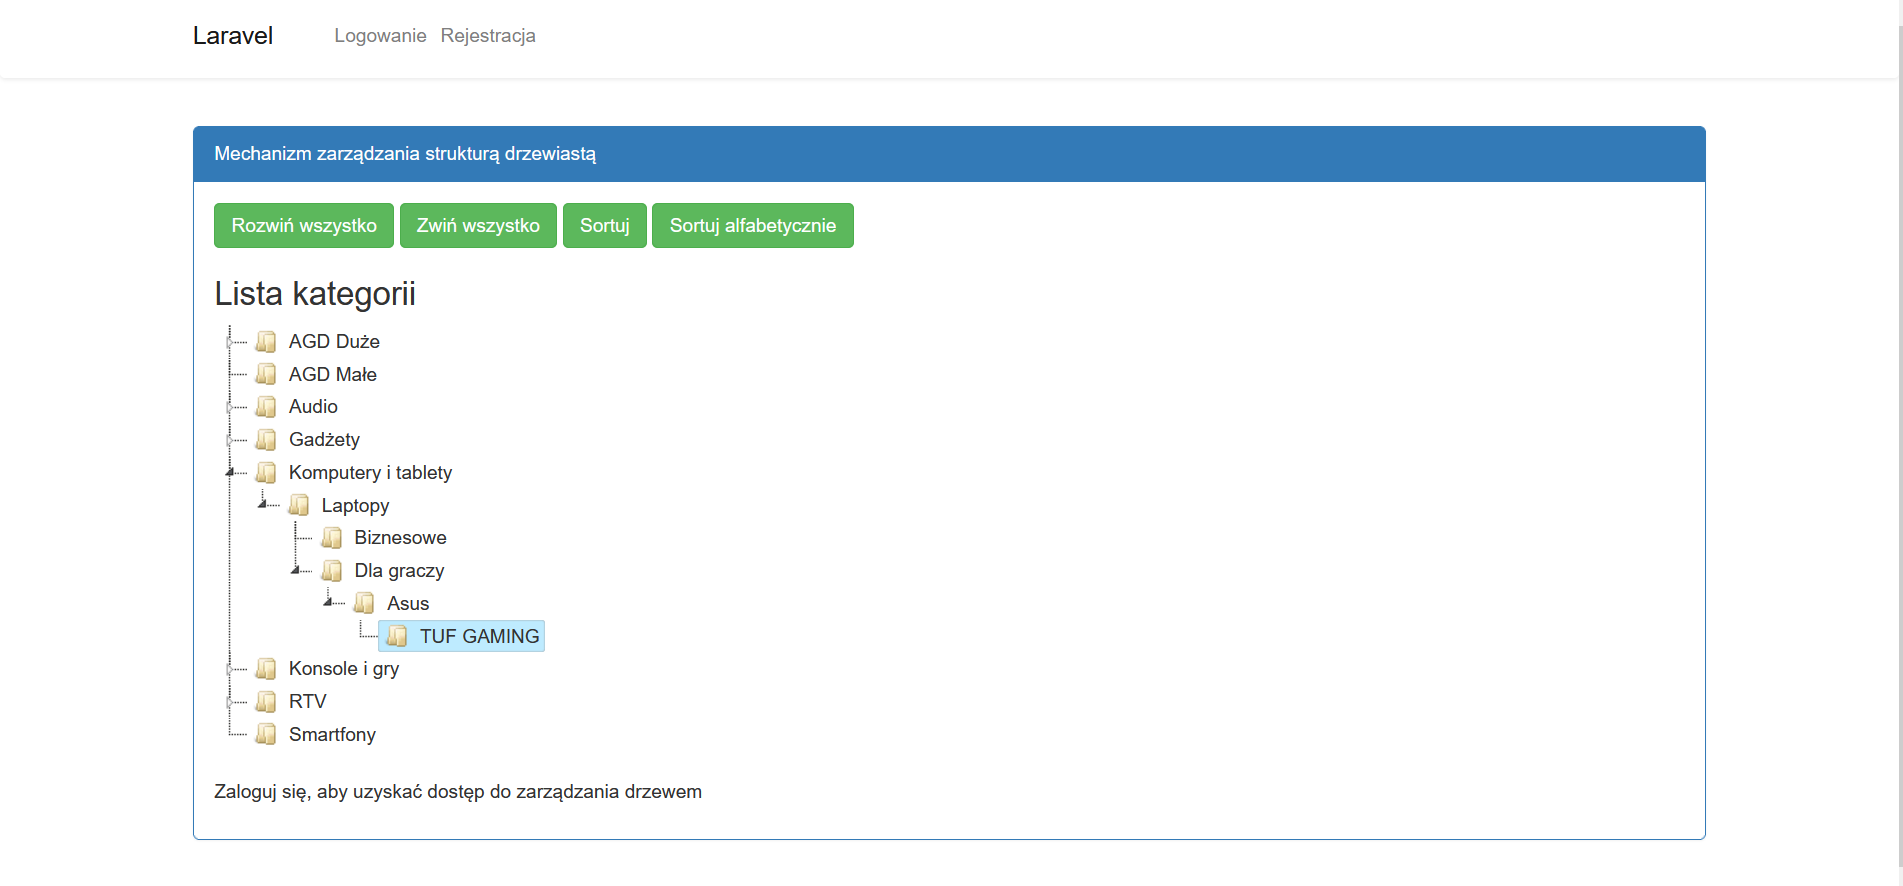 Laravel Logowanie Rejestracja
Mechanizm zarządzania strukturą drzewiastą
Rozwiń wszystko Zwiń wszystko Sortuj Sortuj alfabetycznie
Lista kategorii
AGD Duże
AGD Małe
Audio
Gadżety
Komputery i tablety
Laptopy
Biznesowe
Dla graczy
Asus
TUF GAMING
Konsole i gry
RTV
Smartfony
Zaloguj się, aby uzyskać dostęp do zarządzania drzewem